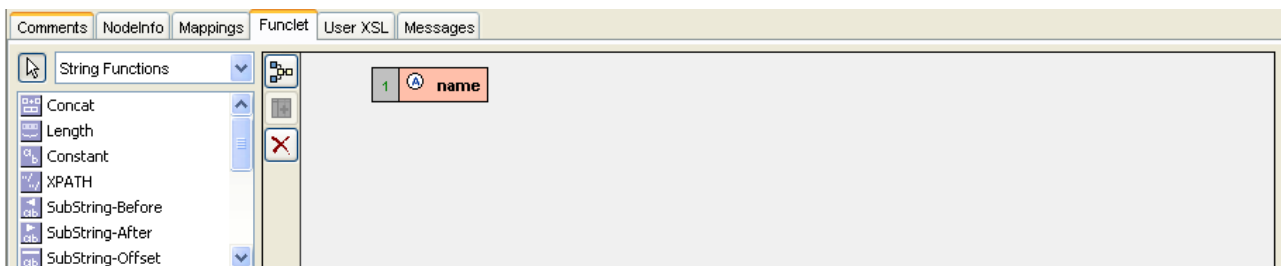 Comments NodeInfo Mappings Funclet User XSL Messages
String Functions
Concat
Length
Constant
XPATH
SubString-Before
SubString-After
SubString-Offset
1 A name